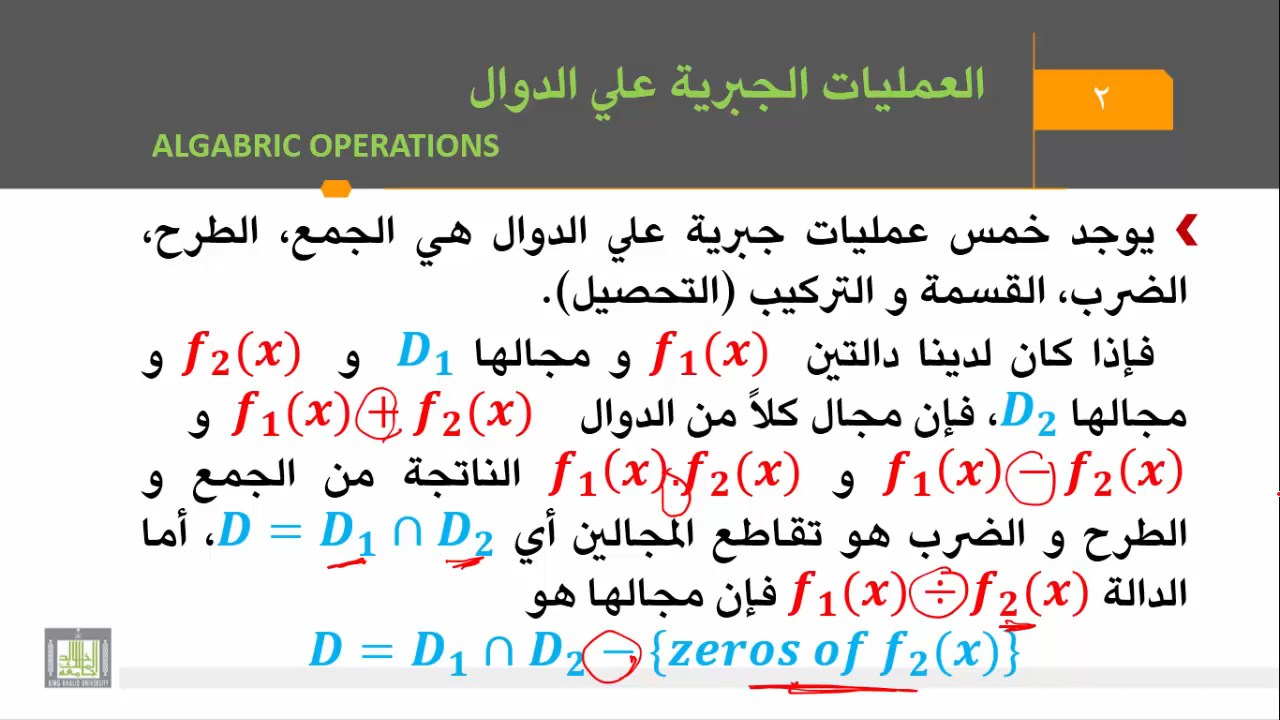 العمليات الجبرية علي الدوال
٢
ALGABRIC OPERATIONS
يوجد خمس عمليات جبرية علي الدوال هي الجمع، الطرح،
الضرب، القسمة و التركيب (التحصيل).
فإذا كان لدينا دالتين f₁(x) و مجالها D₁ و f₂(x) و
مجالها D₂، فإن مجال كلاً من الدوال f₁(x) + f₂(x) و
f₁(x) − f₂(x) و f₁(x).f₂(x) الناتجة من الجمع و
الطرح و الضرب هو تقاطع المجالين أي D = D₁ ∩ D₂، أما
الدالة f₁(x) ÷ f₂(x) فإن مجالها هو
D = D₁ ∩ D₂ − {zeros of f₂(x)}
KING KHALID UNIVERSITY